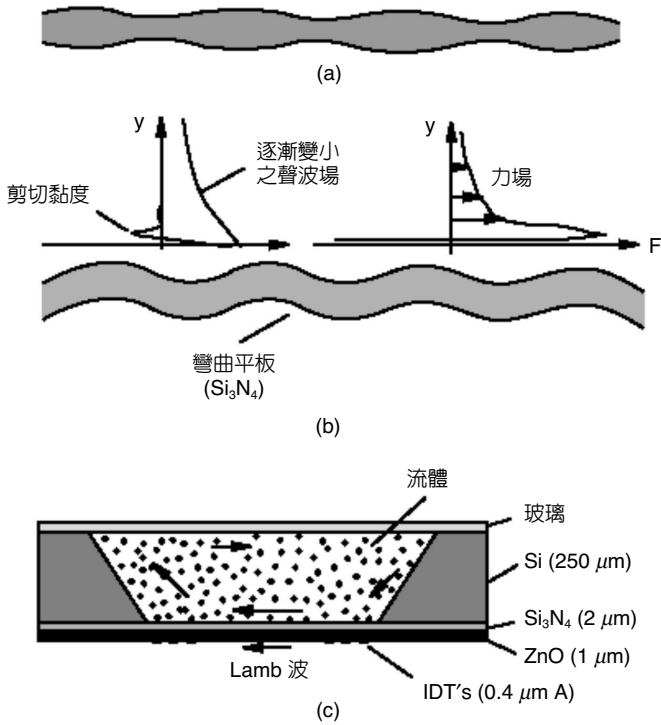 (a)
y
逐漸變小
之聲波場
剪切黏度
y
力場
F
彎曲平板
(Si₃N₄)
(b)
流體
玻璃
Si (250 μm)
Si₃N₄ (2 μm)
ZnO (1 μm)
Lamb 波
IDT's (0.4 μm A)
(c)